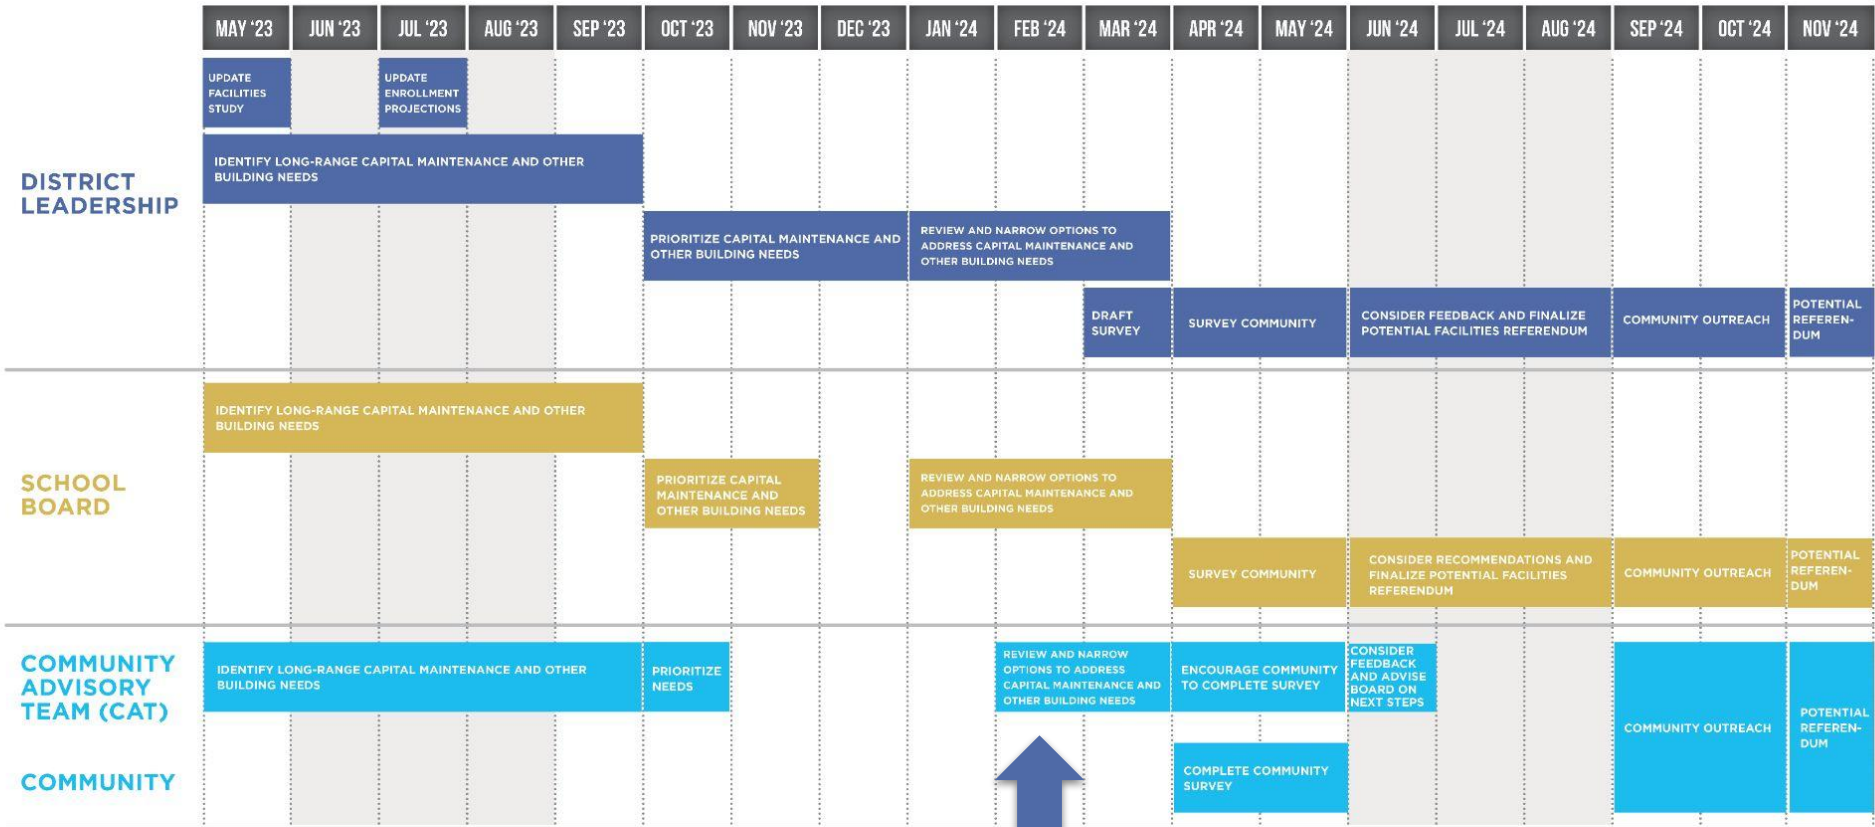 MAY ‘23
JUN ‘23
JUL ‘23
AUG ‘23
SEP ‘23
OCT ‘23
NOV ‘23
DEC ‘23
JAN ‘24
FEB ‘24
MAR ‘24
APR ‘24
MAY ‘24
JUN ‘24
JUL ‘24
AUG ‘24
SEP ‘24
OCT ‘24
NOV ‘24
DISTRICT
LEADERSHIP
UPDATE
FACILITIES
STUDY
UPDATE
ENROLLMENT
PROJECTIONS
IDENTIFY LONG-RANGE CAPITAL MAINTENANCE AND OTHER
BUILDING NEEDS
PRIORITIZE CAPITAL MAINTENANCE AND
OTHER BUILDING NEEDS
REVIEW AND NARROW OPTIONS TO
ADDRESS CAPITAL MAINTENANCE AND
OTHER BUILDING NEEDS
DRAFT
SURVEY
SURVEY COMMUNITY
CONSIDER FEEDBACK AND FINALIZE
POTENTIAL FACILITIES REFERENDUM
COMMUNITY OUTREACH
POTENTIAL
REFEREN-
DUM
SCHOOL
BOARD
IDENTIFY LONG-RANGE CAPITAL MAINTENANCE AND OTHER
BUILDING NEEDS
PRIORITIZE CAPITAL
MAINTENANCE AND
OTHER BUILDING NEEDS
REVIEW AND NARROW OPTIONS TO
ADDRESS CAPITAL MAINTENANCE AND
OTHER BUILDING NEEDS
SURVEY COMMUNITY
CONSIDER RECOMMENDATIONS AND
FINALIZE POTENTIAL FACILITIES
REFERENDUM
COMMUNITY OUTREACH
POTENTIAL
REFEREN-
DUM
COMMUNITY
ADVISORY
TEAM (CAT)
IDENTIFY LONG-RANGE CAPITAL MAINTENANCE AND OTHER
BUILDING NEEDS
PRIORITIZE
NEEDS
REVIEW AND NARROW
OPTIONS TO ADDRESS
CAPITAL MAINTENANCE AND
OTHER BUILDING NEEDS
ENCOURAGE COMMUNITY
TO COMPLETE SURVEY
CONSIDER
FEEDBACK
AND ADVISE
BOARD ON
NEXT STEPS
COMMUNITY OUTREACH
POTENTIAL
REFEREN-
DUM
COMMUNITY
COMPLETE COMMUNITY
SURVEY